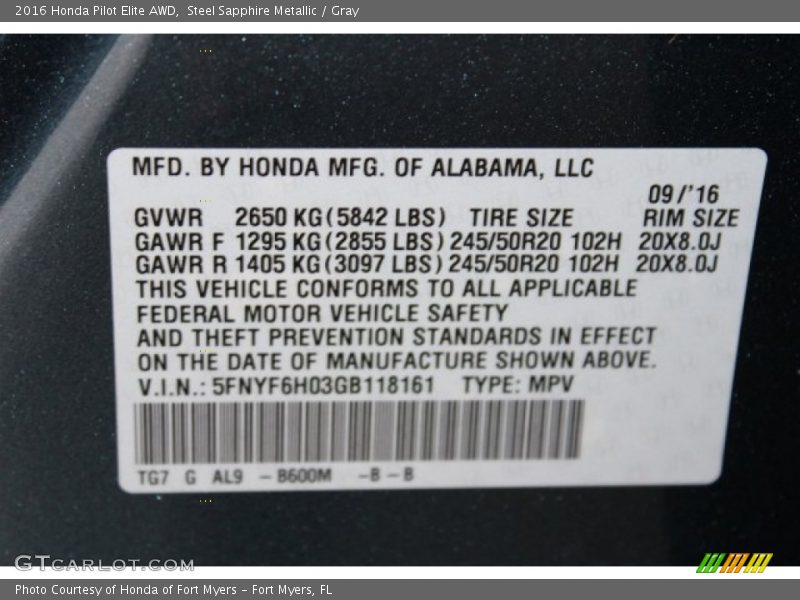 2016 Honda Pilot Elite AWD, Steel Sapphire Metallic / Gray
MFD. BY HONDA MFG. OF ALABAMA, LLC
09/'16
GVWR 2650 KG(5842 LBS) TIRE SIZE RIM SIZE
GAWR F 1295 KG(2855 LBS) 245/50R20 102H 20X8.0J
GAWR R 1405 KG(3097 LBS) 245/50R20 102H 20X8.0J
THIS VEHICLE CONFORMS TO ALL APPLICABLE
FEDERAL MOTOR VEHICLE SAFETY
AND THEFT PREVENTION STANDARDS IN EFFECT
ON THE DATE OF MANUFACTURE SHOWN ABOVE.
V.I.N.: 5FNYF6H03GB118161 TYPE: MPV
TG7 G AL9 - B600M - B - B
GTCARLOT.COM
Photo Courtesy of Honda of Fort Myers - Fort Myers, FL